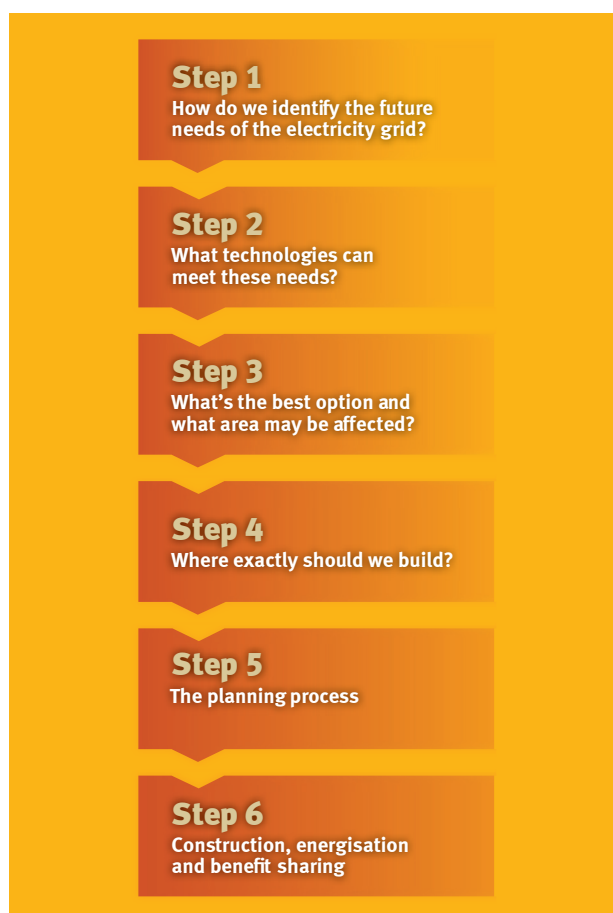 Step 1
How do we identify the future
needs of the electricity grid?
Step 2
What technologies can
meet these needs?
Step 3
What’s the best option and
what area may be affected?
Step 4
Where exactly should we build?
Step 5
The planning process
Step 6
Construction, energisation
and benefit sharing